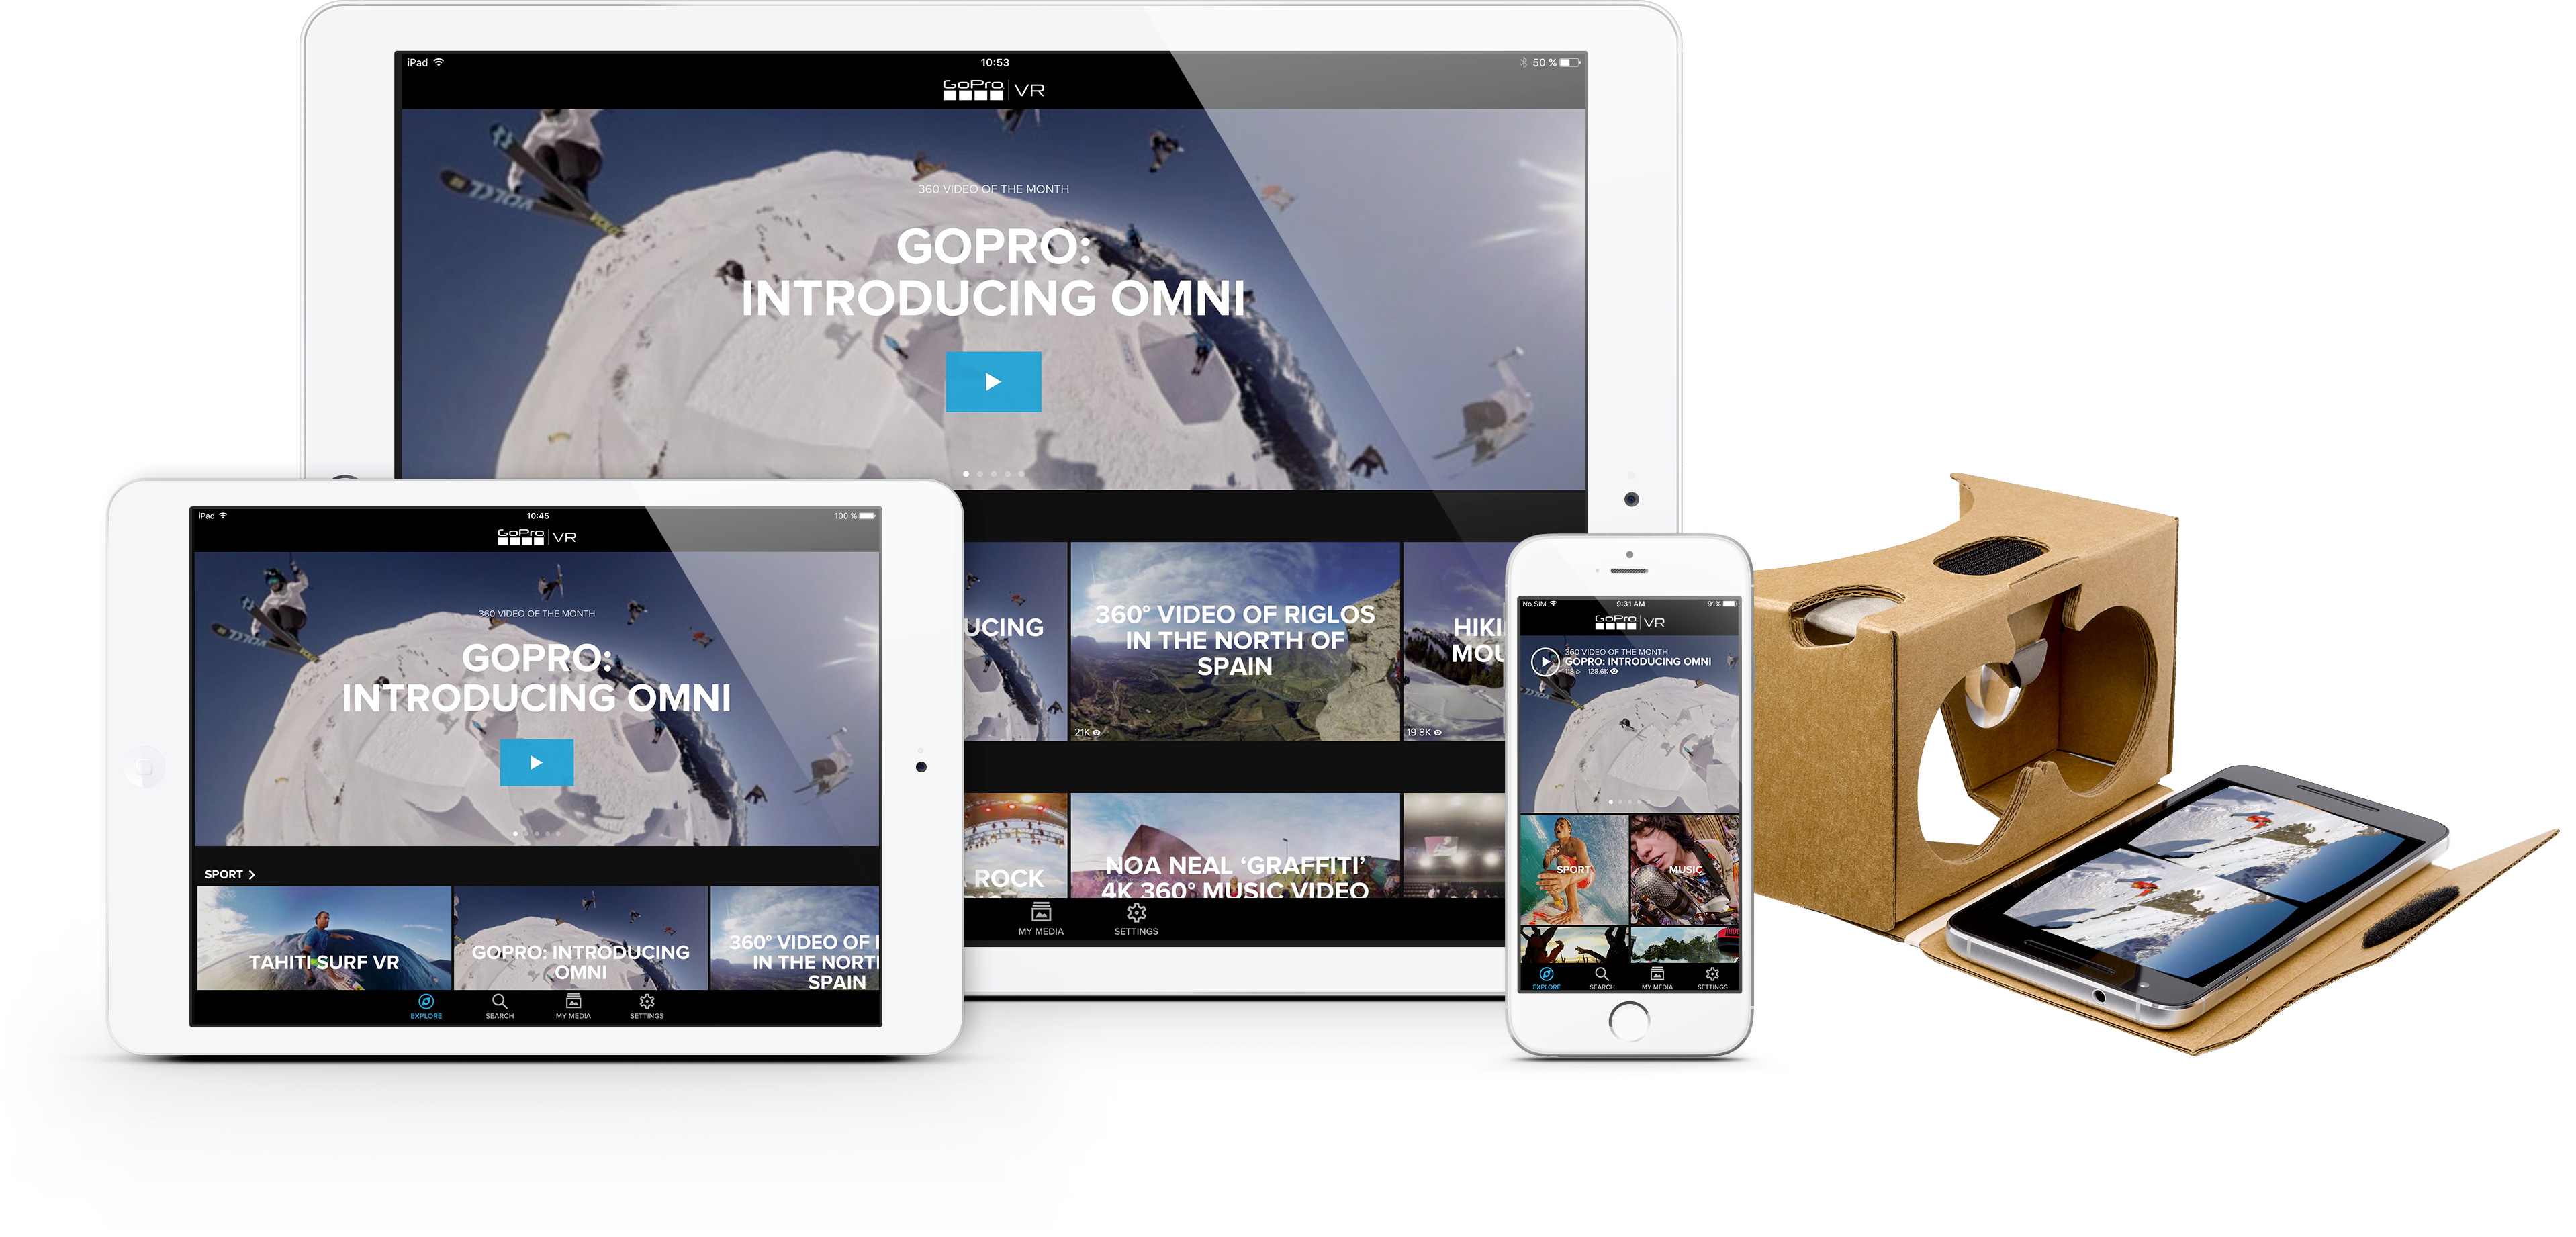 iPad 10:53 50 %
GoPro VR
360 VIDEO OF THE MONTH
GOPRO:
INTRODUCING OMNI
UCING
360° VIDEO OF RIGLOS
IN THE NORTH OF
SPAIN
21K
HIKI
MOU
19.8K
ROCK
NOA NEAL ‘GRAFFITI’
4K 360° MUSIC VIDEO
MY MEDIA
SETTINGS
iPad 10:45 100 %
GoPro VR
360 VIDEO OF THE MONTH
GOPRO:
INTRODUCING OMNI
SPORT
TAHITI SURF VR
GOPRO: INTRODUCING
OMNI
360° VIDEO OF
IN THE NORT
SPAIN
EXPLORE
SEARCH
MY MEDIA
SETTINGS
No SIM 9:31 AM 91%
GoPro VR
360 VIDEO OF THE MONTH
GOPRO: INTRODUCING OMNI
128.6K
SPORT
MUSIC
EXPLORE
SEARCH
MY MEDIA
SETTINGS